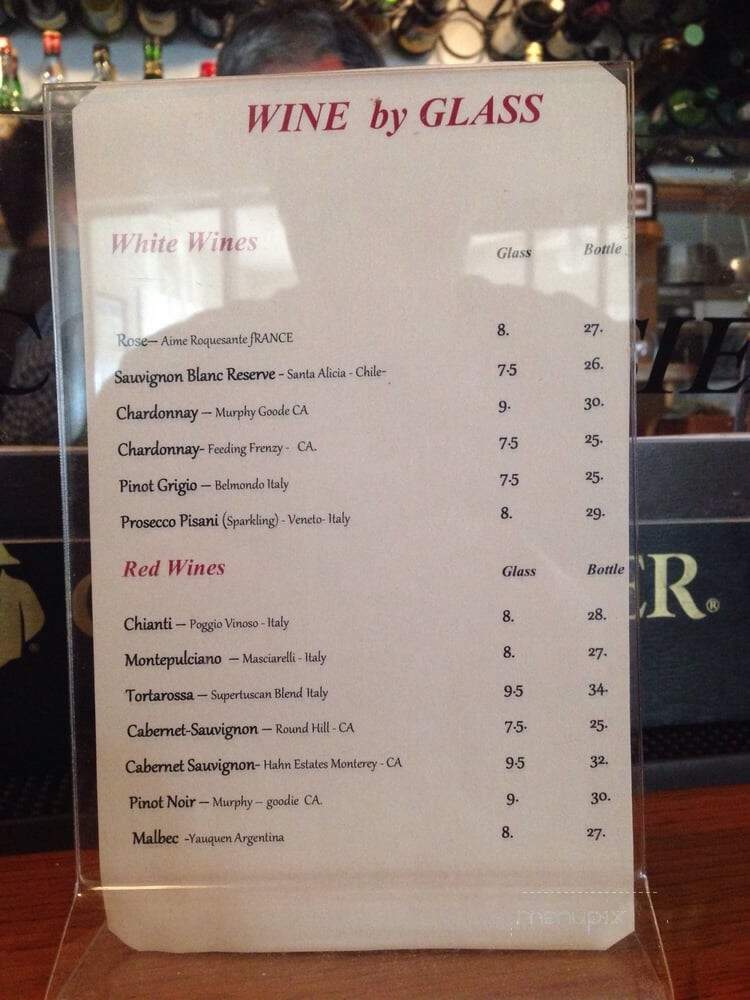 WINE by GLASS
White Wines Glass Bottle
Rose— Aime Roquesante fRANCE 8. 27.
Sauvignon Blanc Reserve - Santa Alicia - Chile- 7.5 26.
Chardonnay — Murphy Goode CA 9. 30.
Chardonnay- Feeding Frenzy - CA. 7.5 25.
Pinot Grigio — Belmondo Italy 7.5 25.
Prosecco Pisani (Sparkling) - Veneto- Italy 8. 29.
Red Wines Glass Bottle
Chianti — Poggio Vinoso - Italy 8. 28.
Montepulciano — Masciarelli - Italy 8. 27.
Tortarossa — Supertuscan Blend Italy 9.5 34.
Cabernet-Sauvignon — Round Hill - CA 7.5. 25.
Cabernet Sauvignon- Hahn Estates Monterey - CA 9.5 32.
Pinot Noir — Murphy – goodie CA. 9. 30.
Malbec -Yauquen Argentina 8. 27.
ER®
menupix